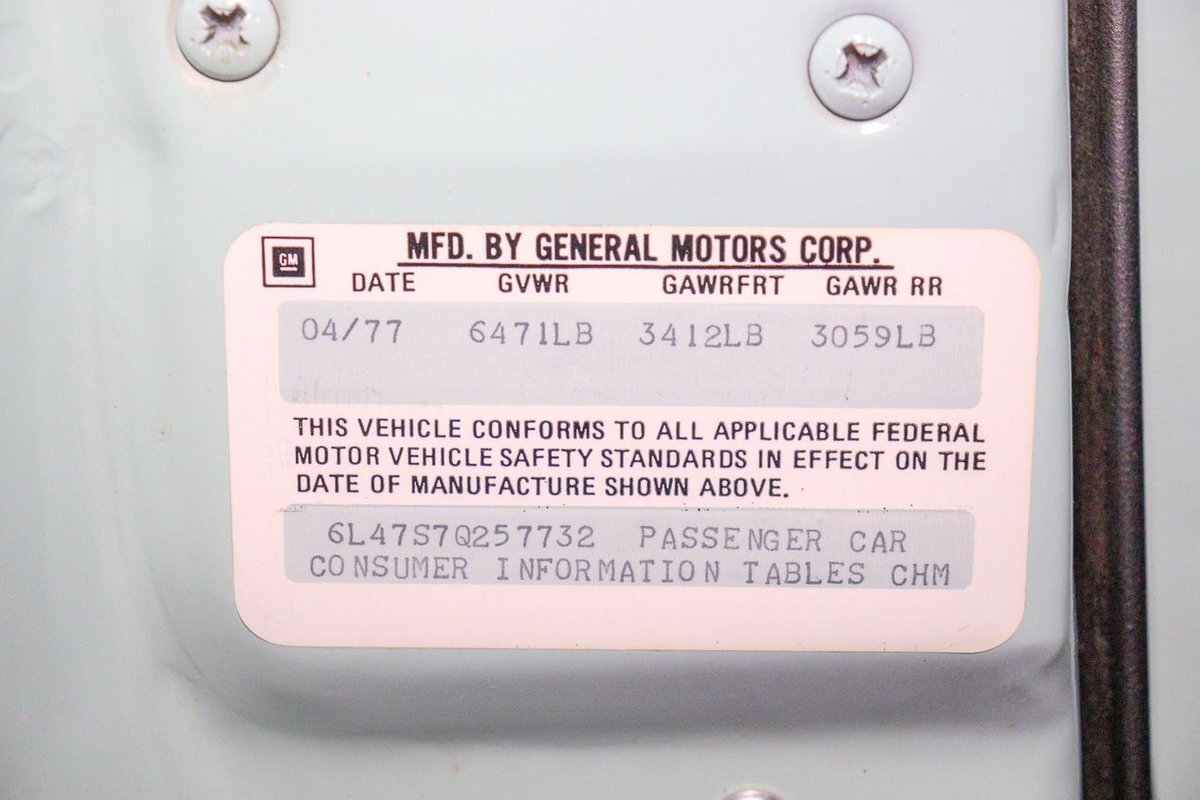 GM
MFD. BY GENERAL MOTORS CORP.
DATE GVWR GAWRFRT GAWR RR
04/77 6471LB 3412LB 3059LB
THIS VEHICLE CONFORMS TO ALL APPLICABLE FEDERAL
MOTOR VEHICLE SAFETY STANDARDS IN EFFECT ON THE
DATE OF MANUFACTURE SHOWN ABOVE.
6L47S7Q257732 PASSENGER CAR
CONSUMER INFORMATION TABLES CHM